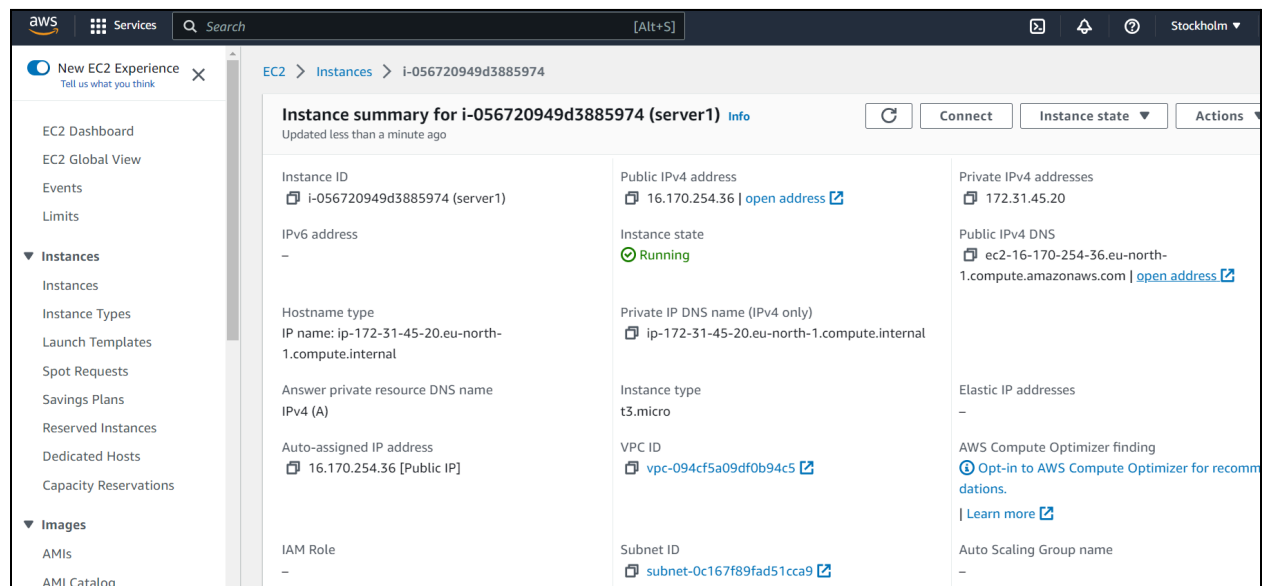 aws
Services
Search
[Alt+S]
Stockholm
New EC2 Experience
Tell us what you think
EC2 Dashboard
EC2 Global View
Events
Limits
Instances
Instances
Instance Types
Launch Templates
Spot Requests
Savings Plans
Reserved Instances
Dedicated Hosts
Capacity Reservations
Images
AMIs
AMI Catalog
EC2 > Instances > i-056720949d3885974
Instance summary for i-056720949d3885974 (server1) Info
Updated less than a minute ago
Connect
Instance state
Actions
Instance ID
i-056720949d3885974 (server1)
Public IPv4 address
16.170.254.36 | open address
Private IPv4 addresses
172.31.45.20
IPv6 address
–
Instance state
Running
Public IPv4 DNS
ec2-16-170-254-36.eu-north-
1.compute.amazonaws.com | open address
Hostname type
IP name: ip-172-31-45-20.eu-north-
1.compute.internal
Private IP DNS name (IPv4 only)
ip-172-31-45-20.eu-north-1.compute.internal
Answer private resource DNS name
IPv4 (A)
Instance type
t3.micro
Elastic IP addresses
–
Auto-assigned IP address
16.170.254.36 [Public IP]
VPC ID
vpc-094cf5a09df0b94c5
AWS Compute Optimizer finding
Opt-in to AWS Compute Optimizer for recomm
dations.
| Learn more
IAM Role
–
Subnet ID
subnet-0c167f89fad51cca9
Auto Scaling Group name
–